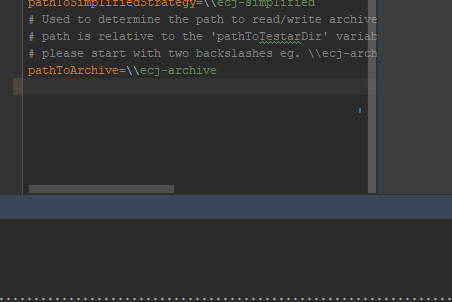 pathToSimplifiedStrategy=\\ecj-simplified
# Used to determine the path to read/write archive
# path is relative to the 'pathToTestarDir' variab
# please start with two backslashes eg. \\ecj-arch
pathToArchive=\\ecj-archive